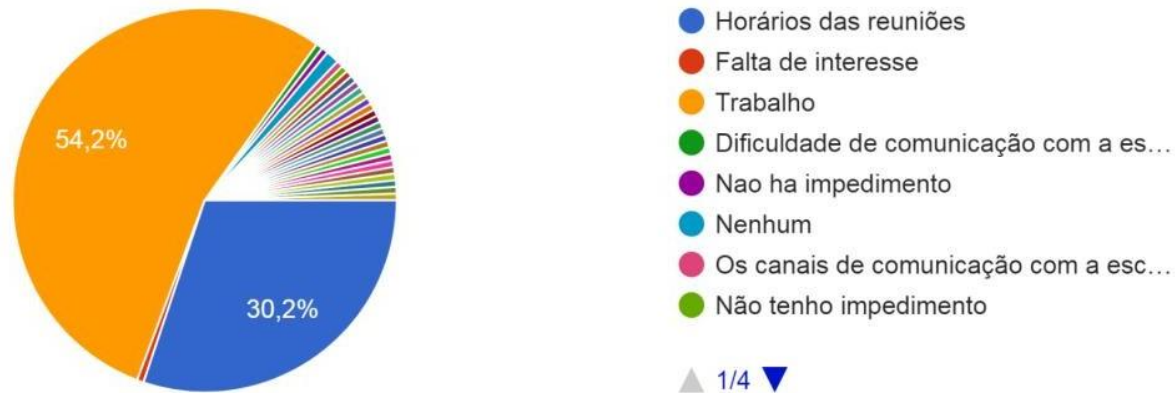 54,2%
30,2%
Horários das reuniões
Falta de interesse
Trabalho
Dificuldade de comunicação com a es…
Nao ha impedimento
Nenhum
Os canais de comunicação com a esc…
Não tenho impedimento
1/4